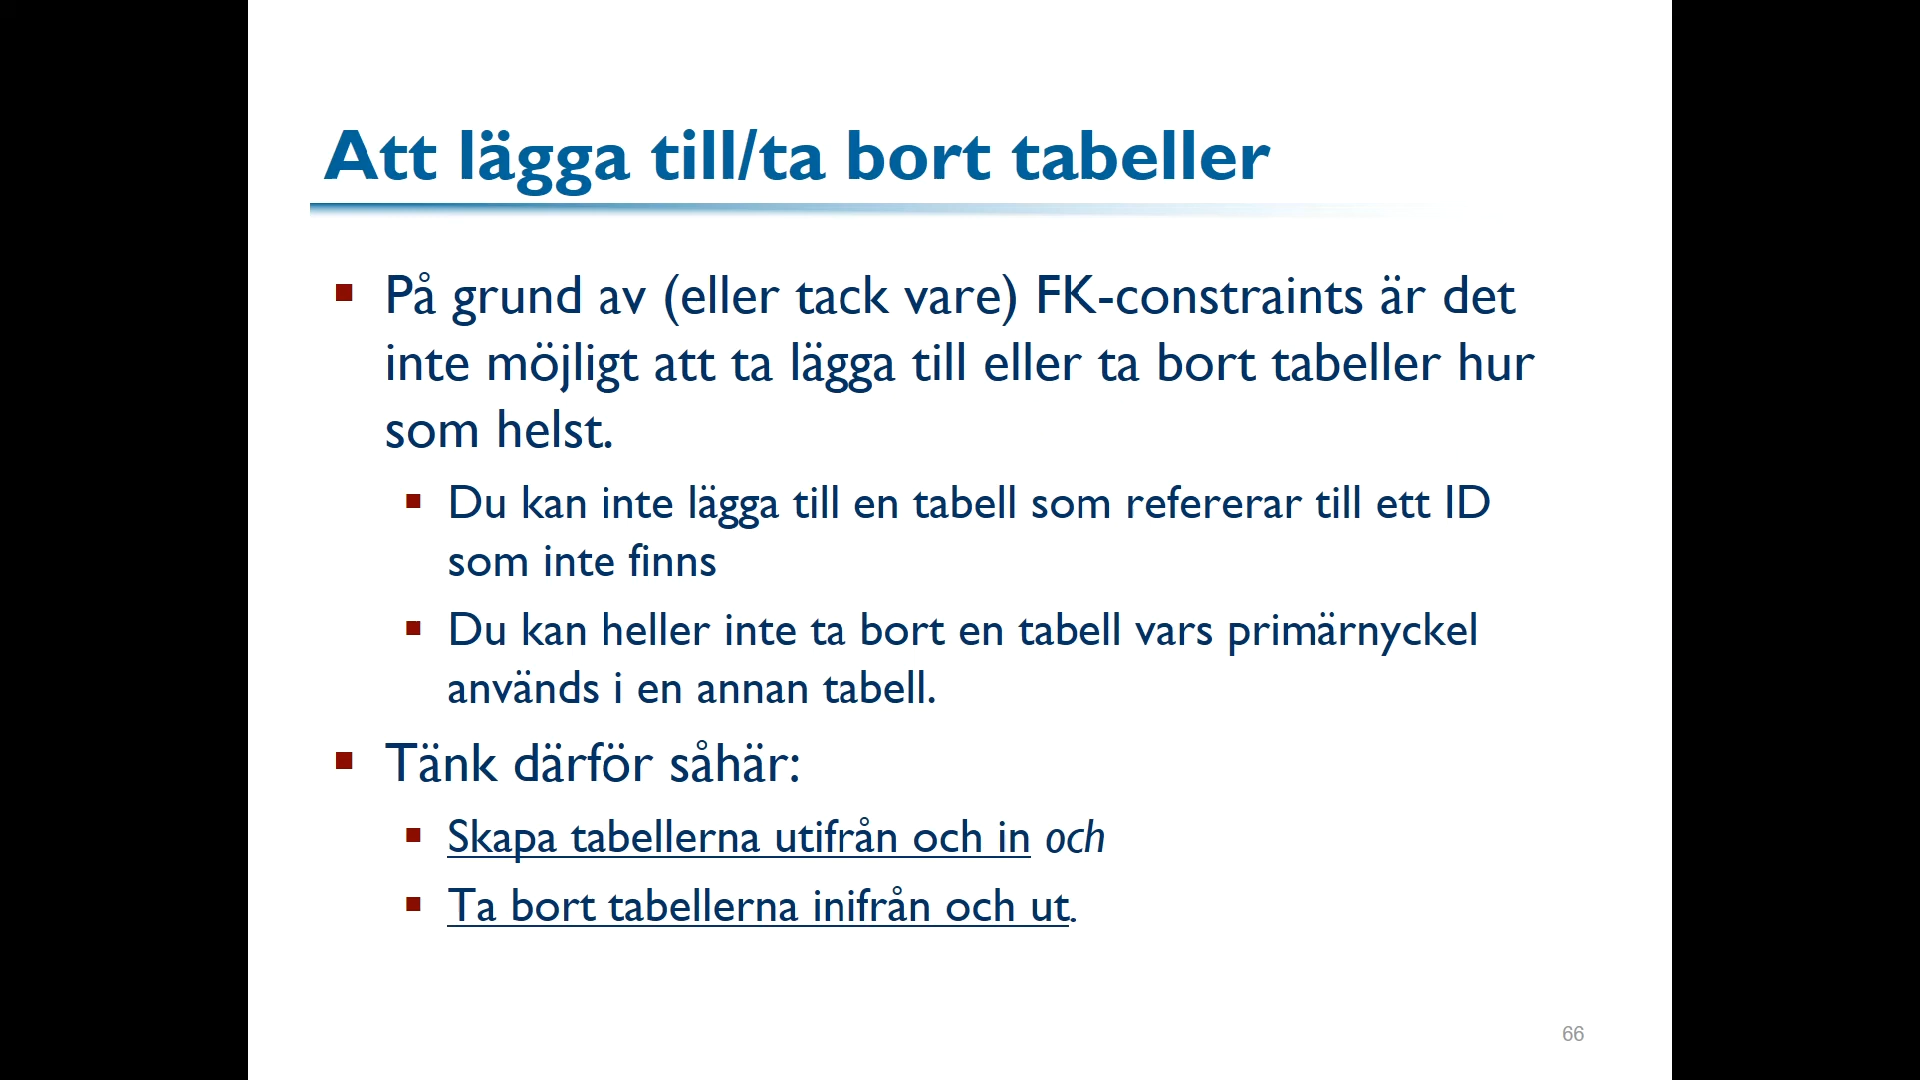 Att lägga till/ta bort tabeller
På grund av (eller tack vare) FK-constraints är det
inte möjligt att ta lägga till eller ta bort tabeller hur
som helst.
Du kan inte lägga till en tabell som refererar till ett ID
som inte finns
Du kan heller inte ta bort en tabell vars primärnyckel
används i en annan tabell.
Tänk därför såhär:
Skapa tabellerna utifrån och in och
Ta bort tabellerna inifrån och ut.
66